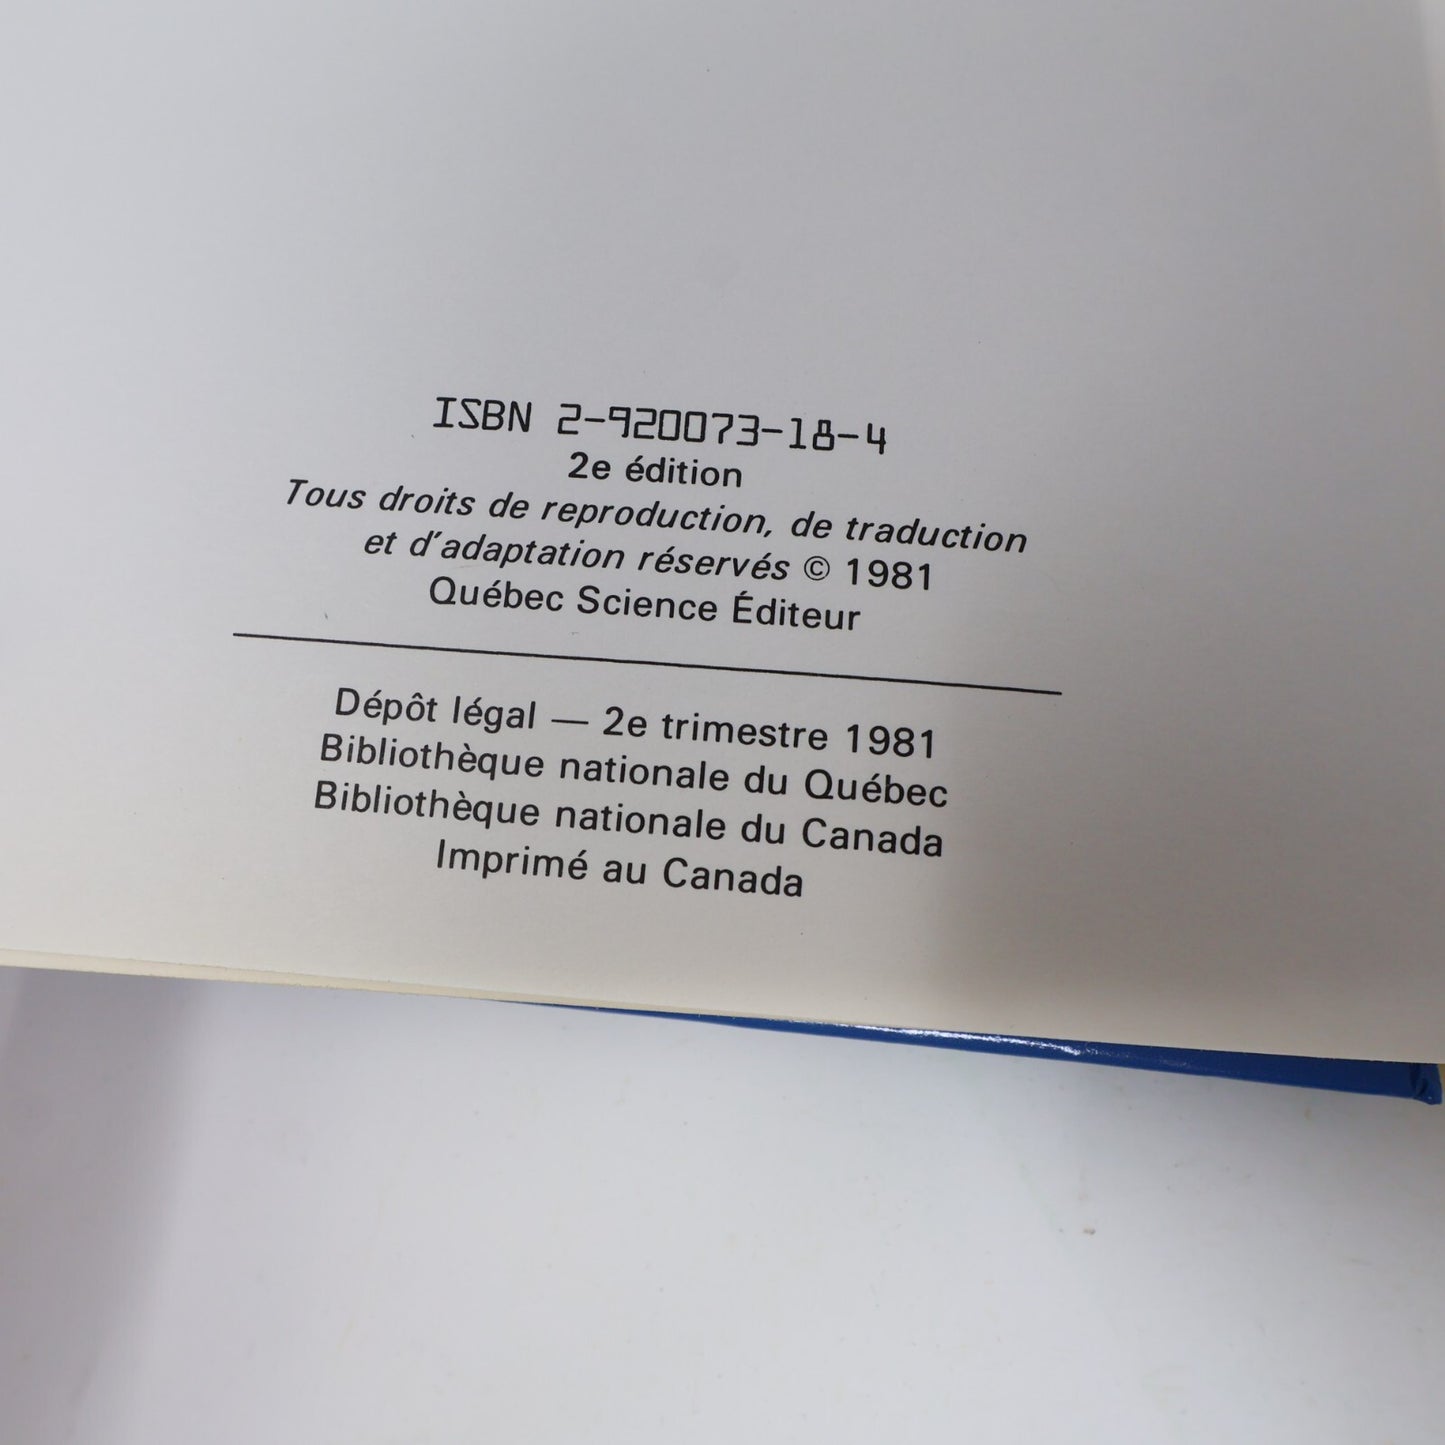 ISBN 2-920073-18-4
2e édition
Tous droits de reproduction, de traduction
et d'adaptation réservés © 1981
Québec Science Éditeur
Dépôt légal — 2e trimestre 1981
Bibliothèque nationale du Québec
Bibliothèque nationale du Canada
Imprimé au Canada